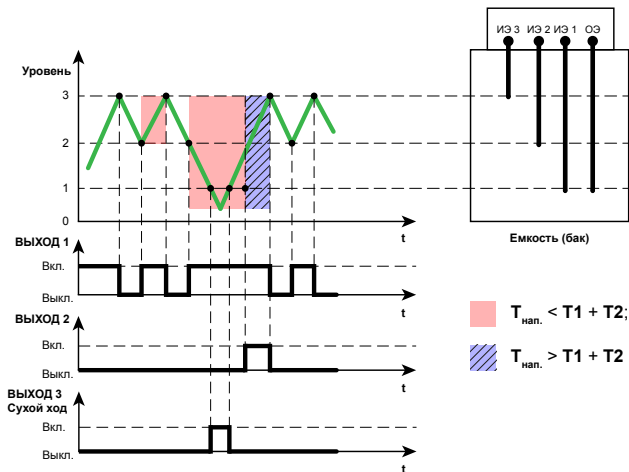 ИЭ 3 ИЭ 2 ИЭ 1 ОЭ
Уровень
3
2
1
0
t
Емкость (бак)
ВЫХОД 1
Вкл.
Выкл.
t
Tнап. < T1 + T2;
Tнап. > T1 + T2
ВЫХОД 2
Вкл.
Выкл.
t
ВЫХОД 3
Сухой ход
Вкл.
Выкл.
t